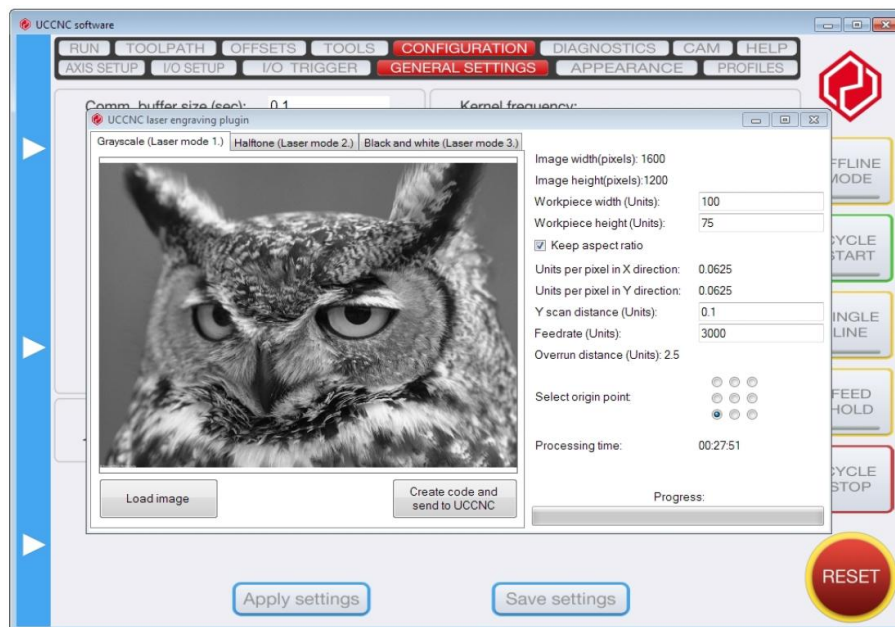 UCCNC software
RUN TOOLPATH OFFSETS TOOLS CONFIGURATION DIAGNOSTICS CAM HELP
AXIS SETUP I/O SETUP I/O TRIGGER GENERAL SETTINGS APPEARANCE PROFILES
Comm. buffer size (sec): 0.1 Kernel frequency:
UCCNC laser engraving plugin
Grayscale (Laser mode 1.) Halftone (Laser mode 2.) Black and white (Laser mode 3.)
Image width(pixels): 1600
Image height(pixels):1200
Workpiece width (Units): 100
Workpiece height (Units): 75
Keep aspect ratio
Units per pixel in X direction: 0.0625
Units per pixel in Y direction: 0.0625
Y scan distance (Units): 0.1
Feedrate (Units): 3000
Overrun distance (Units): 2.5
Select origin point:
Processing time: 00:27:51
Load image
Create code and
send to UCCNC
Progress:
FFLINE
MODE
YCLE
START
INGLE
LINE
FEED
HOLD
YCLE
STOP
RESET
Apply settings Save settings